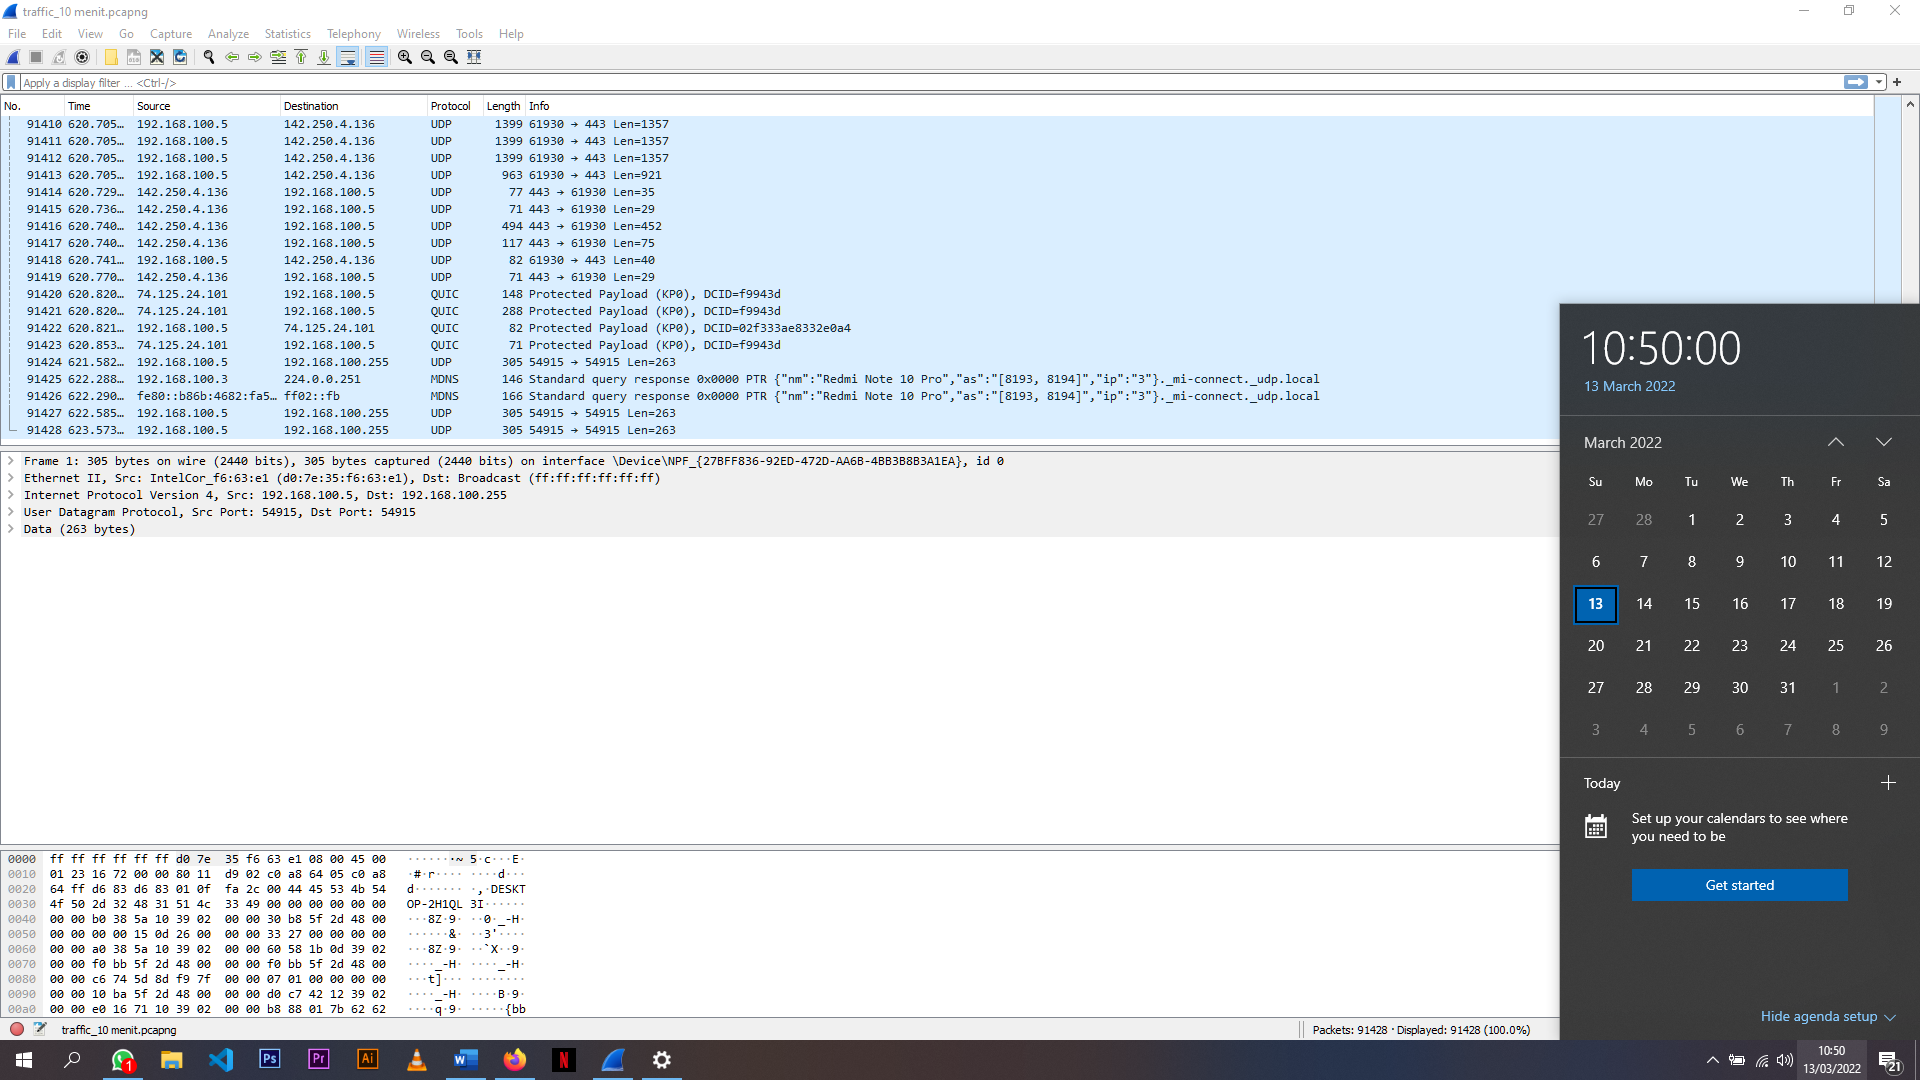 traffic_10 menit.pcapng
File Edit View Go Capture Analyze Statistics Telephony Wireless Tools Help
Apply a display filter ... <Ctrl-/>
No. Time Source Destination Protocol Length Info
91410 620.705… 192.168.100.5 142.250.4.136 UDP 1399 61930 → 443 Len=1357
91411 620.705… 192.168.100.5 142.250.4.136 UDP 1399 61930 → 443 Len=1357
91412 620.705… 192.168.100.5 142.250.4.136 UDP 1399 61930 → 443 Len=1357
91413 620.705… 192.168.100.5 142.250.4.136 UDP 963 61930 → 443 Len=921
91414 620.729… 142.250.4.136 192.168.100.5 UDP 77 443 → 61930 Len=35
91415 620.736… 142.250.4.136 192.168.100.5 UDP 71 443 → 61930 Len=29
91416 620.740… 142.250.4.136 192.168.100.5 UDP 494 443 → 61930 Len=452
91417 620.740… 142.250.4.136 192.168.100.5 UDP 117 443 → 61930 Len=75
91418 620.741… 192.168.100.5 142.250.4.136 UDP 82 61930 → 443 Len=40
91419 620.770… 142.250.4.136 192.168.100.5 UDP 71 443 → 61930 Len=29
91420 620.820… 74.125.24.101 192.168.100.5 QUIC 148 Protected Payload (KP0), DCID=f9943d
91421 620.820… 74.125.24.101 192.168.100.5 QUIC 288 Protected Payload (KP0), DCID=f9943d
91422 620.821… 192.168.100.5 74.125.24.101 QUIC 82 Protected Payload (KP0), DCID=02f333ae8332e0a4
91423 620.853… 74.125.24.101 192.168.100.5 QUIC 71 Protected Payload (KP0), DCID=f9943d
91424 621.582… 192.168.100.5 192.168.100.255 UDP 305 54915 → 54915 Len=263
91425 622.288… 192.168.100.3 224.0.0.251 MDNS 146 Standard query response 0x0000 PTR {"nm":"Redmi Note 10 Pro","as":"[8193, 8194]","ip":"3"}._mi-connect._udp.local
91426 622.290… fe80::b86b:4682:fa5… ff02::fb MDNS 166 Standard query response 0x0000 PTR {"nm":"Redmi Note 10 Pro","as":"[8193, 8194]","ip":"3"}._mi-connect._udp.local
91427 622.585… 192.168.100.5 192.168.100.255 UDP 305 54915 → 54915 Len=263
91428 623.573… 192.168.100.5 192.168.100.255 UDP 305 54915 → 54915 Len=263
Frame 1: 305 bytes on wire (2440 bits), 305 bytes captured (2440 bits) on interface \Device\NPF_{27BFF836-92ED-472D-AA6B-4BB3B8B3A1EA}, id 0
Ethernet II, Src: IntelCor_f6:63:e1 (d0:7e:35:f6:63:e1), Dst: Broadcast (ff:ff:ff:ff:ff:ff)
Internet Protocol Version 4, Src: 192.168.100.5, Dst: 192.168.100.255
User Datagram Protocol, Src Port: 54915, Dst Port: 54915
Data (263 bytes)
0000 ff ff ff ff ff ff d0 7e 35 f6 63 e1 08 00 45 00 ·······~ 5·c···E·
0010 01 23 16 72 00 00 80 11 d9 02 c0 a8 64 05 c0 a8 ·#·r···· ····d···
0020 64 ff d6 83 d6 83 01 0f fa 2c 00 44 45 53 4b 54 d······· ·,·DESKT
0030 4f 50 2d 32 48 31 51 4c 33 49 00 00 00 00 00 00 OP-2H1QL 3I······
0040 00 00 b0 38 5a 10 39 02 00 00 30 b8 5f 2d 48 00 ···8Z·9· ··0·_-H·
0050 00 00 00 00 15 0d 26 00 00 00 33 27 00 00 00 00 ······&· ··3'····
0060 00 00 a0 38 5a 10 39 02 00 00 60 58 1b 0d 39 02 ···8Z·9· ··`X··9·
0070 00 00 f0 bb 5f 2d 48 00 00 00 f0 bb 5f 2d 48 00 ····_-H· ····_-H·
0080 00 00 c6 74 5d 8d f9 7f 00 00 07 01 00 00 00 00 ···t]··· ········
0090 00 00 10 ba 5f 2d 48 00 00 00 d0 c7 42 12 39 02 ····_-H· ····B·9·
00a0 00 00 e0 16 71 10 39 02 00 00 b8 88 01 7b 62 62 ····q·9· ·····{bb
traffic_10 menit.pcapng
Packets: 91428 · Displayed: 91428 (100.0%)
10:50:00
13 March 2022
March 2022
Su Mo Tu We Th Fr Sa
27 28 1 2 3 4 5
6 7 8 9 10 11 12
13 14 15 16 17 18 19
20 21 22 23 24 25 26
27 28 29 30 31 1 2
3 4 5 6 7 8 9
Today
Set up your calendars to see where
you need to be
Get started
Hide agenda setup
1
Ps
Pr
Ai
W
N
10:50
13/03/2022
21